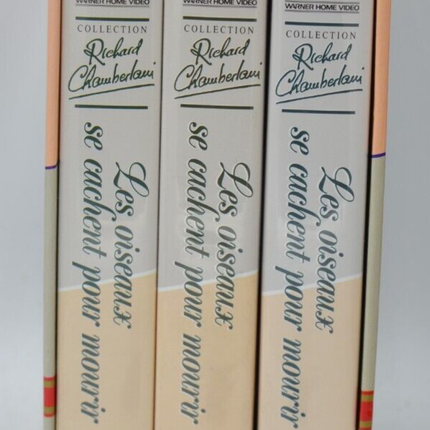 WARNER HOME VIDEO
COLLECTION
Richard
Chamberlain
Les oiseaux
se cachent pour mourir
WARNER HOME VIDEO
COLLECTION
Richard
Chamberlain
Les oiseaux
se cachent pour mourir
WARNER HOME VIDEO
COLLECTION
Richard
Chamberlain
Les oiseaux
se cachent pour mourir